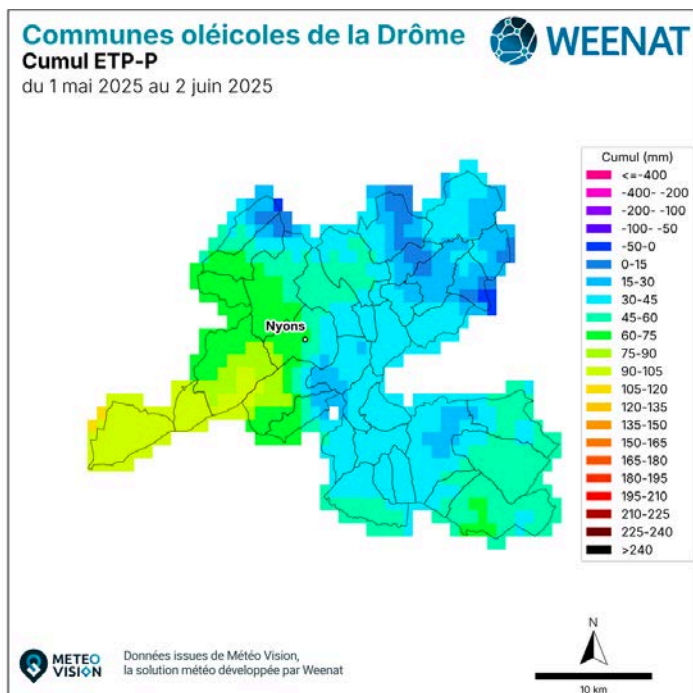 Communes oléicoles de la Drôme
WEENAT
Cumul ETP-P
du 1 mai 2025 au 2 juin 2025
Cumul (mm)
<=-400
-400- -200
-200- -100
-100- -50
-50-0
0-15
15-30
30-45
45-60
60-75
75-90
90-105
105-120
120-135
135-150
150-165
165-180
180-195
195-210
210-225
225-240
>240
Nyons
METEO
VISION
Données issues de Météo Vision,
la solution météo développée par Weenat
N
10 km